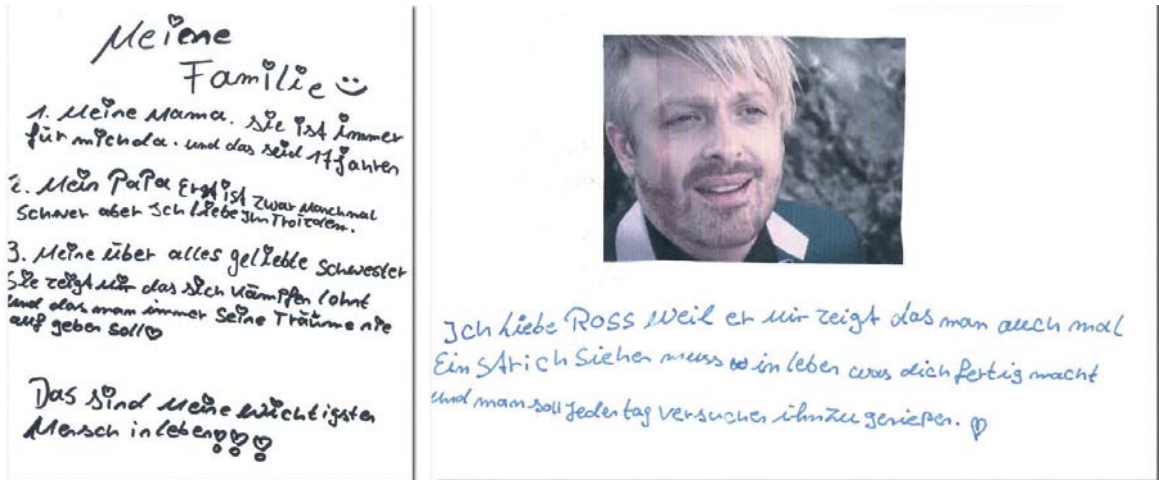 Meiene
Familie
1. Meine Mama. Sie ist immer
für mich da. und das seid 17 Jahren
2. Mein PaPa Er ist zwar Manchmal
Schwer aber Ich liebe Ihn Troizdem.
3. Meine über alles geliebte Schwester
Sie zeigt mir das sich kämpfen lohnt
und das man immer Seine Träume nie
auf geben soll
Das sind Meine wichtigsten
Mensch in leben
Ich Liebe ROSS Weil er mir zeigt das man auch mal
Ein Strich Siehen muss in leben was dich fertig macht
und man soll Jeden tag versuchen ihn zu genießen.